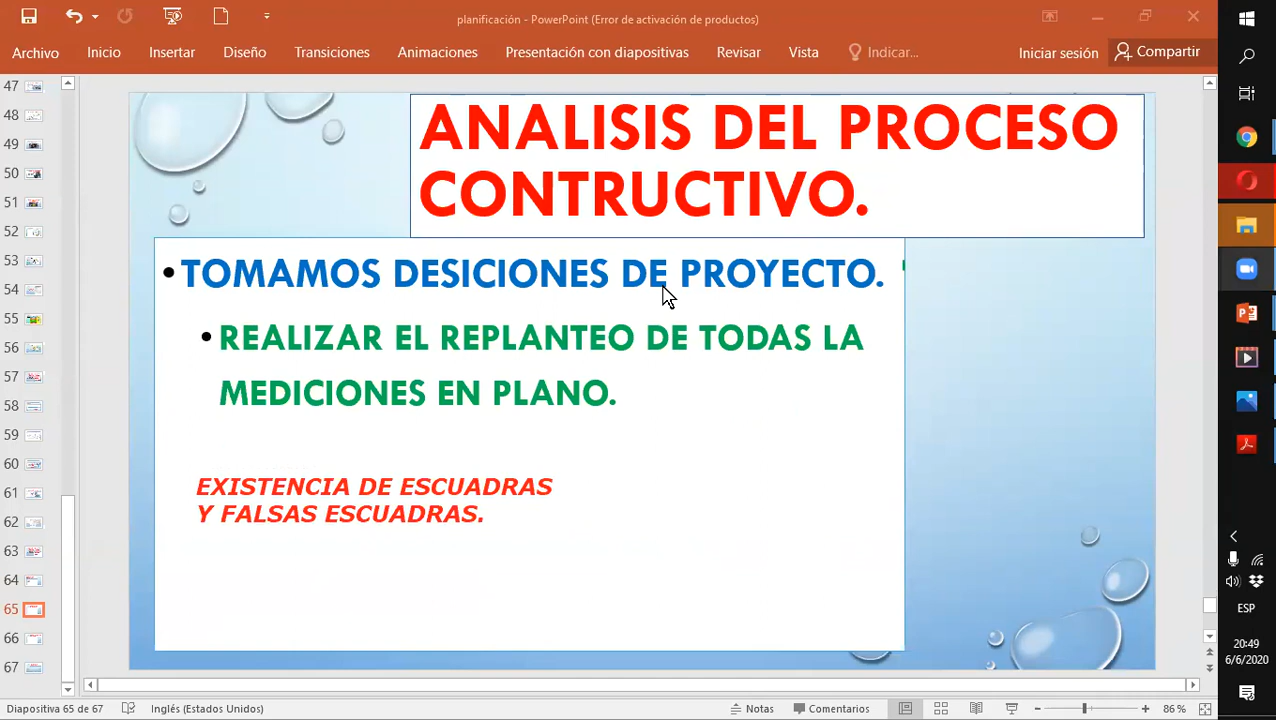 planificación - PowerPoint (Error de activación de productos)
Archivo Inicio Insertar Diseño Transiciones Animaciones Presentación con diapositivas Revisar Vista Indicar... Iniciar sesión Compartir
47
48
49
50
51
52
53
54
55
56
57
58
59
60
61
62
63
64
65
66
67
ANALISIS DEL PROCESO
CONTRUCTIVO.
• TOMAMOS DESICIONES DE PROYECTO.
• REALIZAR EL REPLANTEO DE TODAS LA
MEDICIONES EN PLANO.
EXISTENCIA DE ESCUADRAS
Y FALSAS ESCUADRAS.
ESP
20:49
6/6/2020
Diapositiva 65 de 67 Inglés (Estados Unidos) Notas Comentarios 86 %